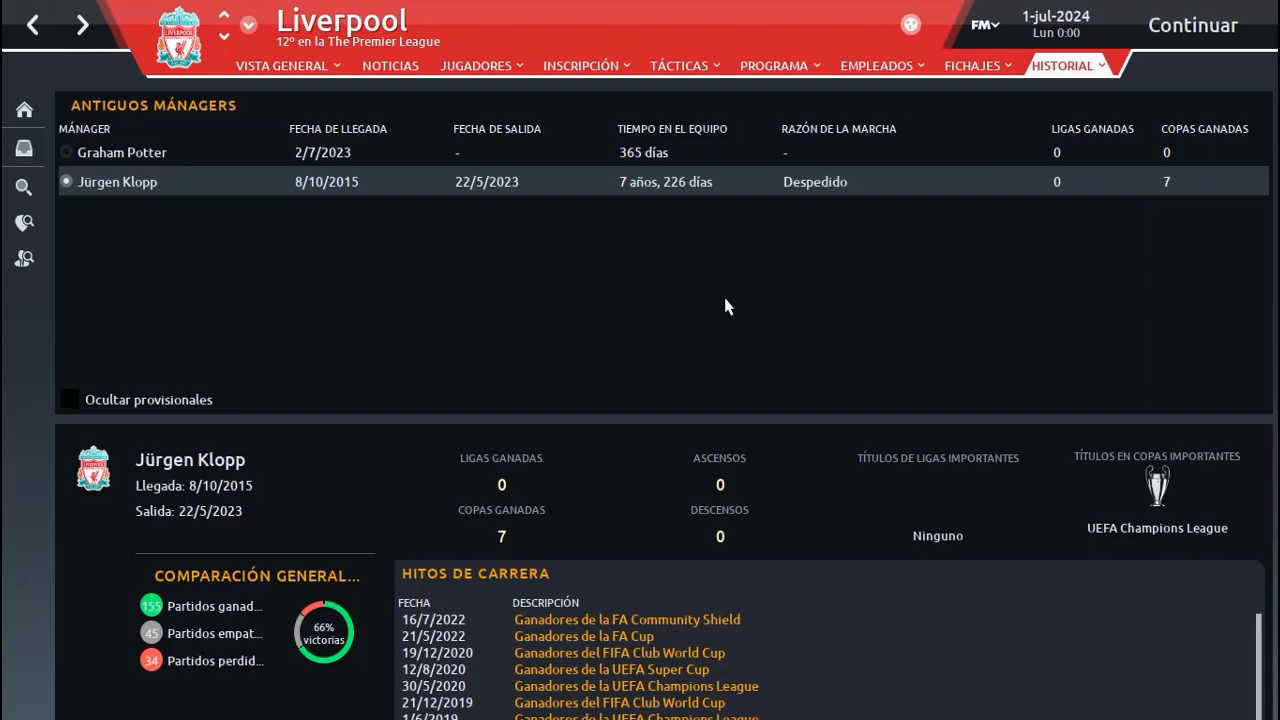 Liverpool
12º en la The Premier League
FM
1-jul-2024
Lun 0:00
Continuar
VISTA GENERAL NOTICIAS JUGADORES INSCRIPCIÓN TÁCTICAS PROGRAMA EMPLEADOS FICHAJES HISTORIAL
ANTIGUOS MÁNAGERS
MÁNAGER FECHA DE LLEGADA FECHA DE SALIDA TIEMPO EN EL EQUIPO RAZÓN DE LA MARCHA LIGAS GANADAS COPAS GANADAS
Graham Potter 2/7/2023 - 365 días - 0 0
Jürgen Klopp 8/10/2015 22/5/2023 7 años, 226 días Despedido 0 7
Ocultar provisionales
Jürgen Klopp
Llegada: 8/10/2015
Salida: 22/5/2023
LIGAS GANADAS
0
COPAS GANADAS
7
ASCENSOS
0
DESCENSOS
0
TÍTULOS DE LIGAS IMPORTANTES
Ninguno
TÍTULOS EN COPAS IMPORTANTES
UEFA Champions League
COMPARACIÓN GENERAL...
155 Partidos ganad...
45 Partidos empat...
34 Partidos perdid...
66%
victorias
HITOS DE CARRERA
FECHA DESCRIPCIÓN
16/7/2022 Ganadores de la FA Community Shield
21/5/2022 Ganadores de la FA Cup
19/12/2020 Ganadores del FIFA Club World Cup
12/8/2020 Ganadores de la UEFA Super Cup
30/5/2020 Ganadores de la UEFA Champions League
21/12/2019 Ganadores del FIFA Club World Cup
1/6/2019 Ganadores de la UEFA Champions League